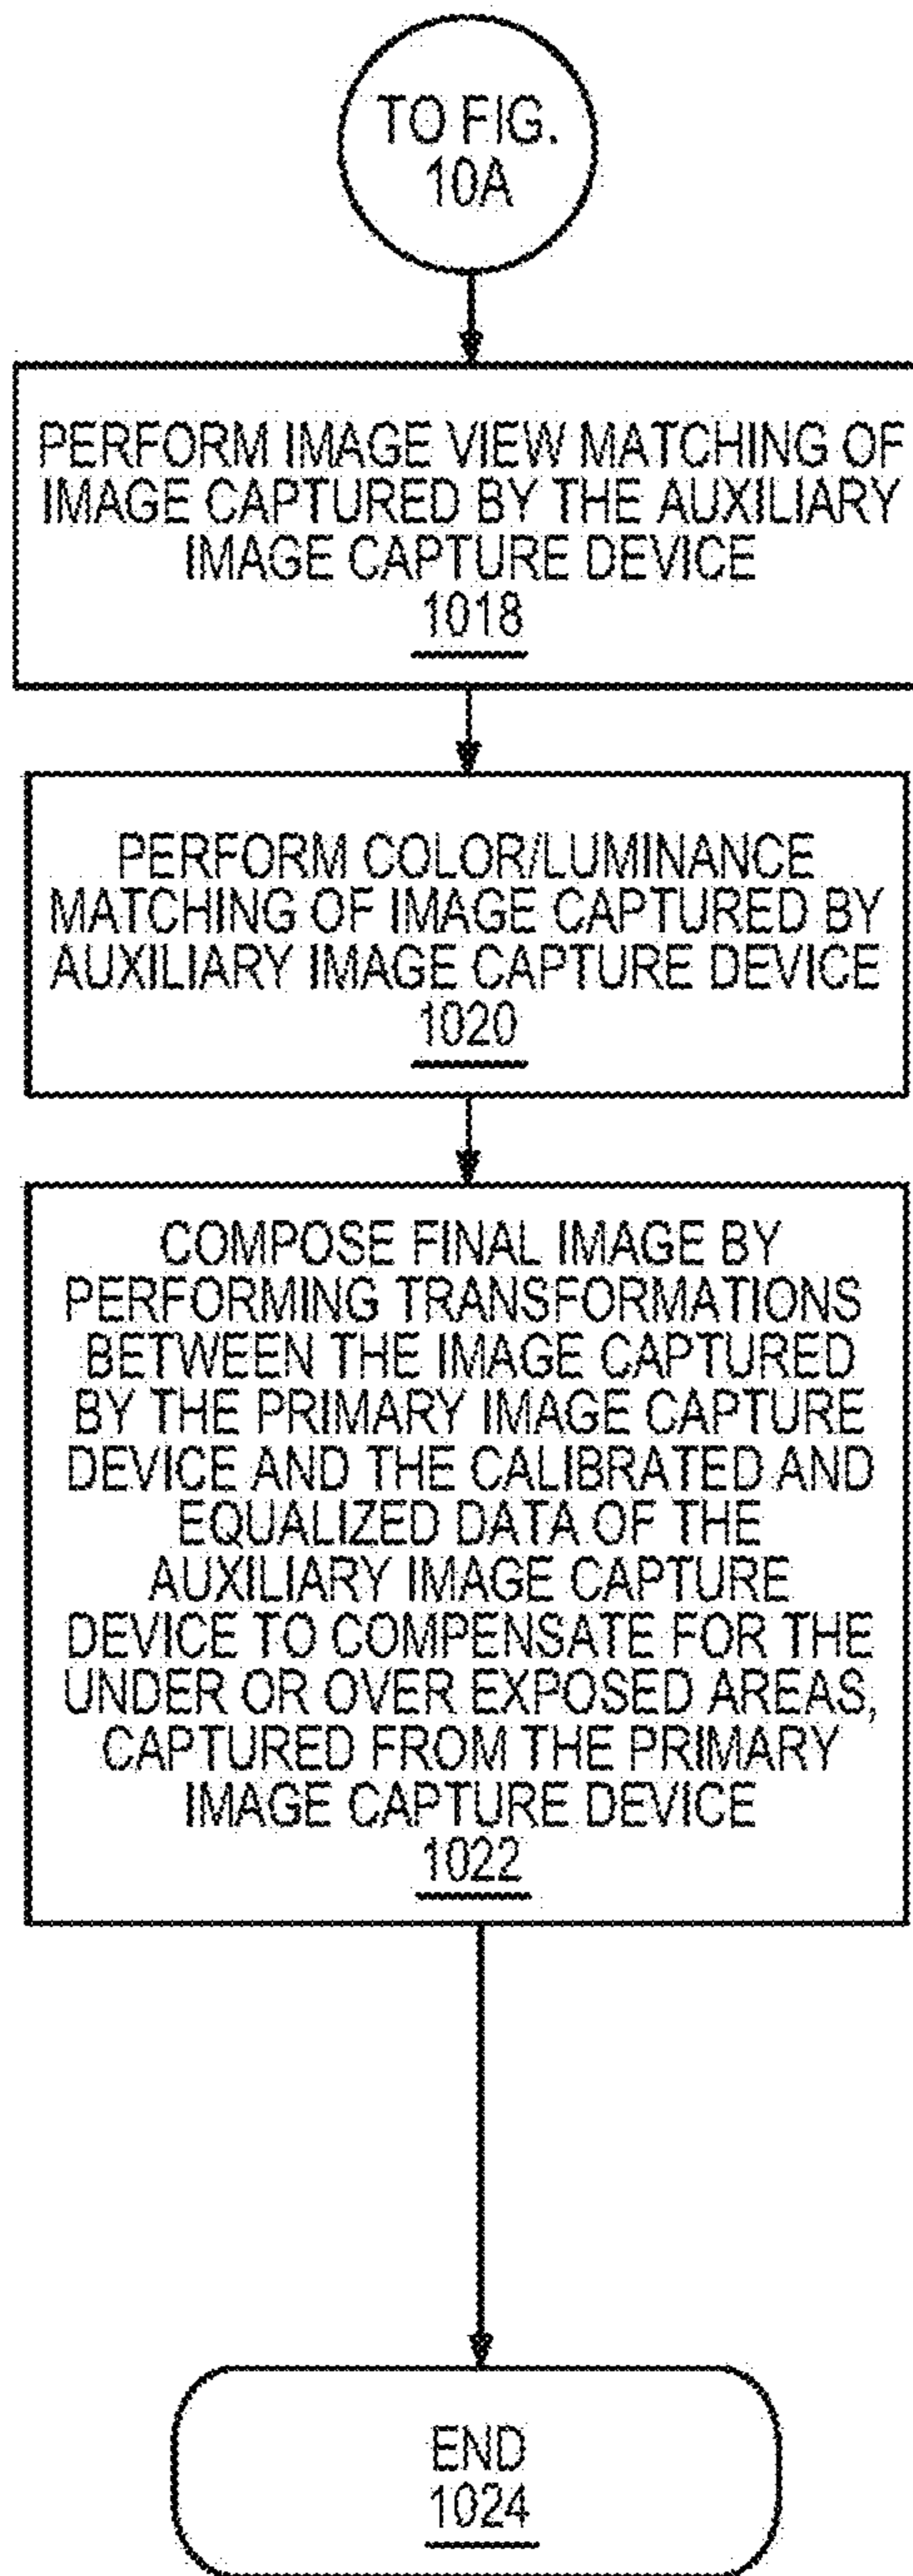 TO FIG.
10A
PERFORM IMAGE VIEW MATCHING OF
IMAGE CAPTURED BY THE AUXILIARY
IMAGE CAPTURE DEVICE
1018
PERFORM COLOR/LUMINANCE
MATCHING OF IMAGE CAPTURED BY
AUXILIARY IMAGE CAPTURE DEVICE
1020
COMPOSE FINAL IMAGE BY
PERFORMING TRANSFORMATIONS
BETWEEN THE IMAGE CAPTURED
BY THE PRIMARY IMAGE CAPTURE
DEVICE AND THE CALIBRATED AND
EQUALIZED DATA OF THE
AUXILIARY IMAGE CAPTURE
DEVICE TO COMPENSATE FOR THE
UNDER OR OVER EXPOSED AREAS,
CAPTURED FROM THE PRIMARY
IMAGE CAPTURE DEVICE
1022
END
1024